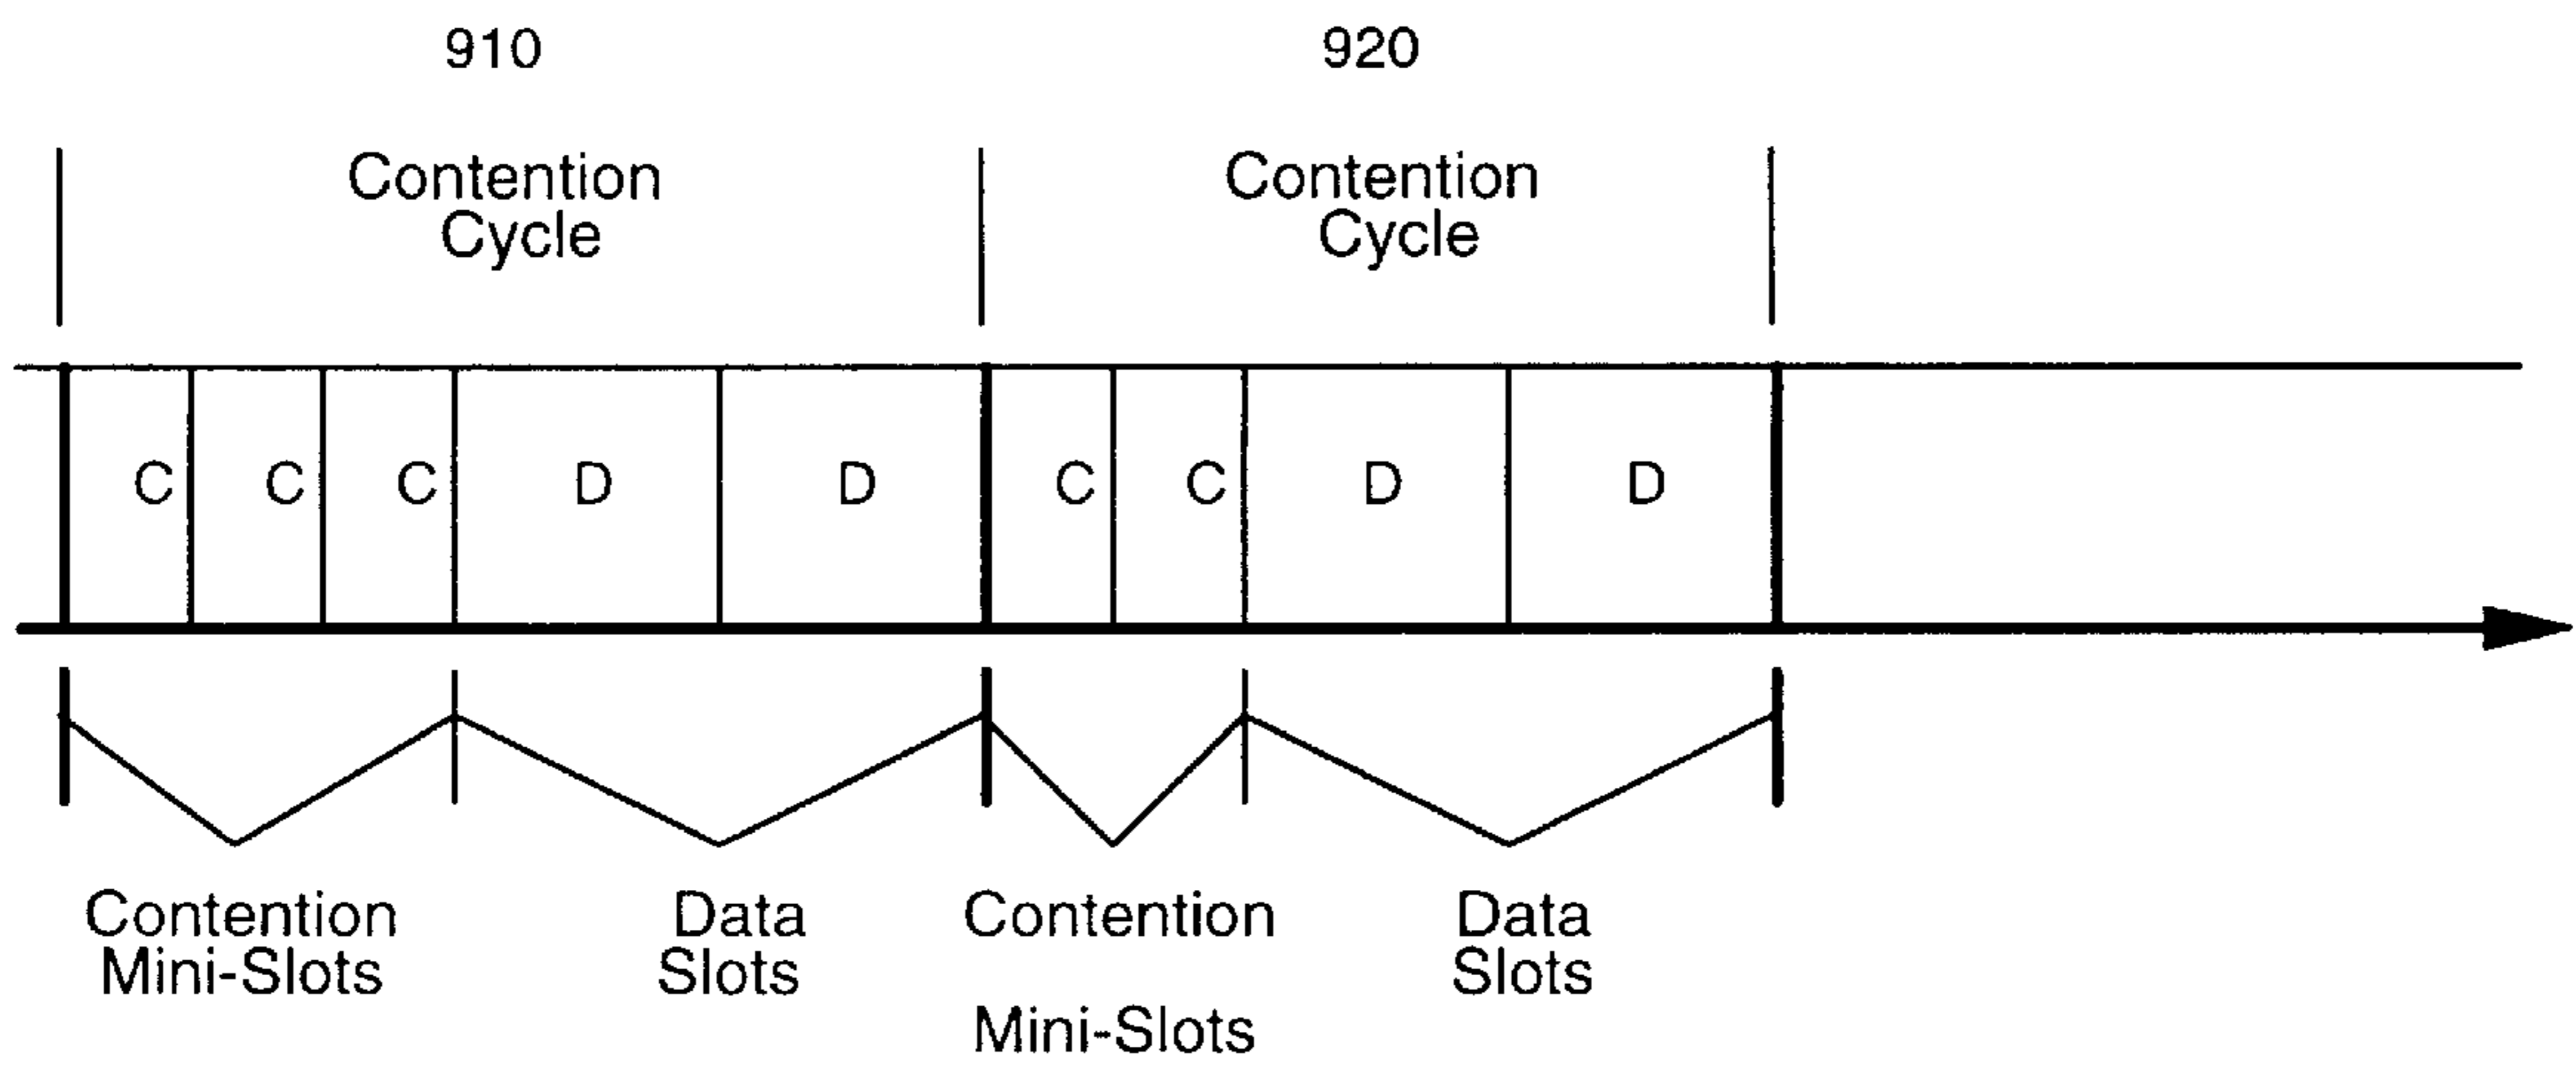 910
920
Contention
Cycle
Contention
Cycle
C C C D D C C D D
Contention
Mini-Slots
Data
Slots
Contention
Mini-Slots
Data
Slots